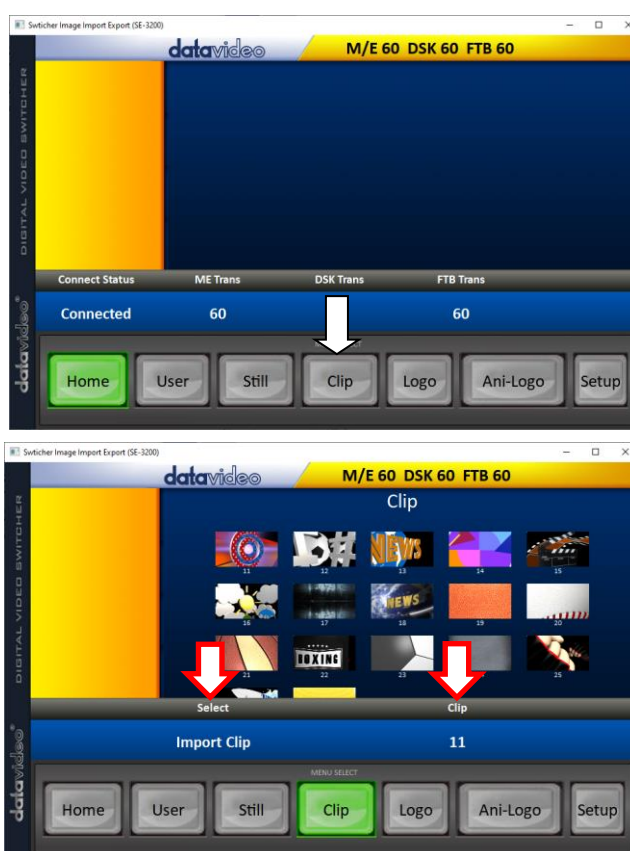 Swticher Image Import Export (SE-3200)
datavideo M/E 60 DSK 60 FTB 60
DIGITAL VIDEO SWITCHER
Connect Status ME Trans DSK Trans FTB Trans
Connected 60 60
datavideo
Home User Still Clip Logo Ani-Logo Setup
Swticher Image Import Export (SE-3200)
datavideo M/E 60 DSK 60 FTB 60
DIGITAL VIDEO SWITCHER
Clip
NEWS
11 12 13 14 15
NEWS
16 17 18 19 20
BOXING
21 22 23 25
Select Clip
Import Clip 11
datavideo
MENU SELECT
Home User Still Clip Logo Ani-Logo Setup